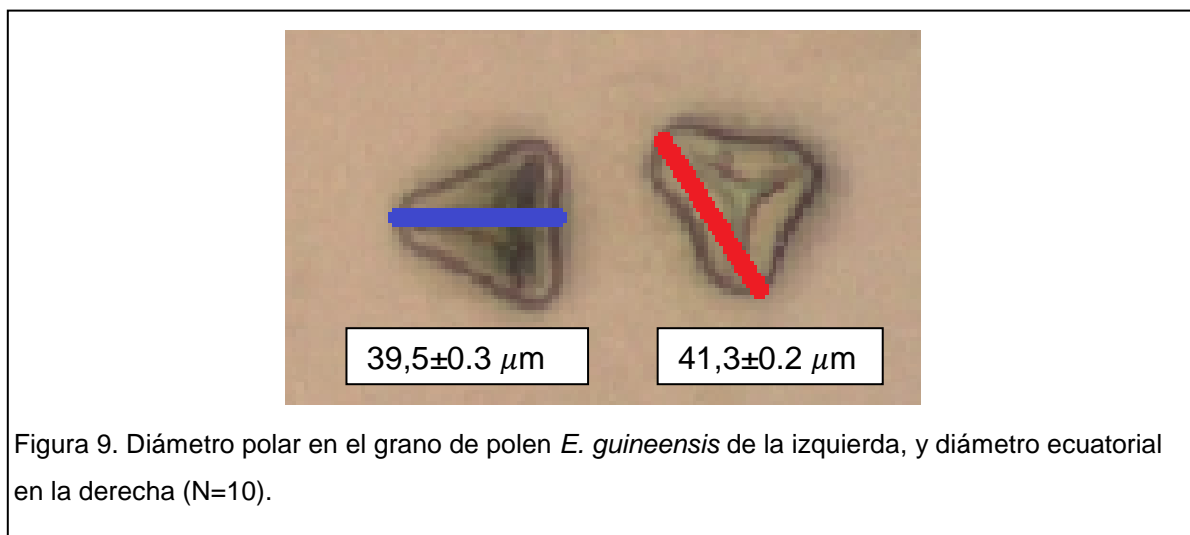 39,5±0.3 𝜇m
41,3±0.2 𝜇m
Figura 9. Diámetro polar en el grano de polen E. guineensis de la izquierda, y diámetro ecuatorial
en la derecha (N=10).